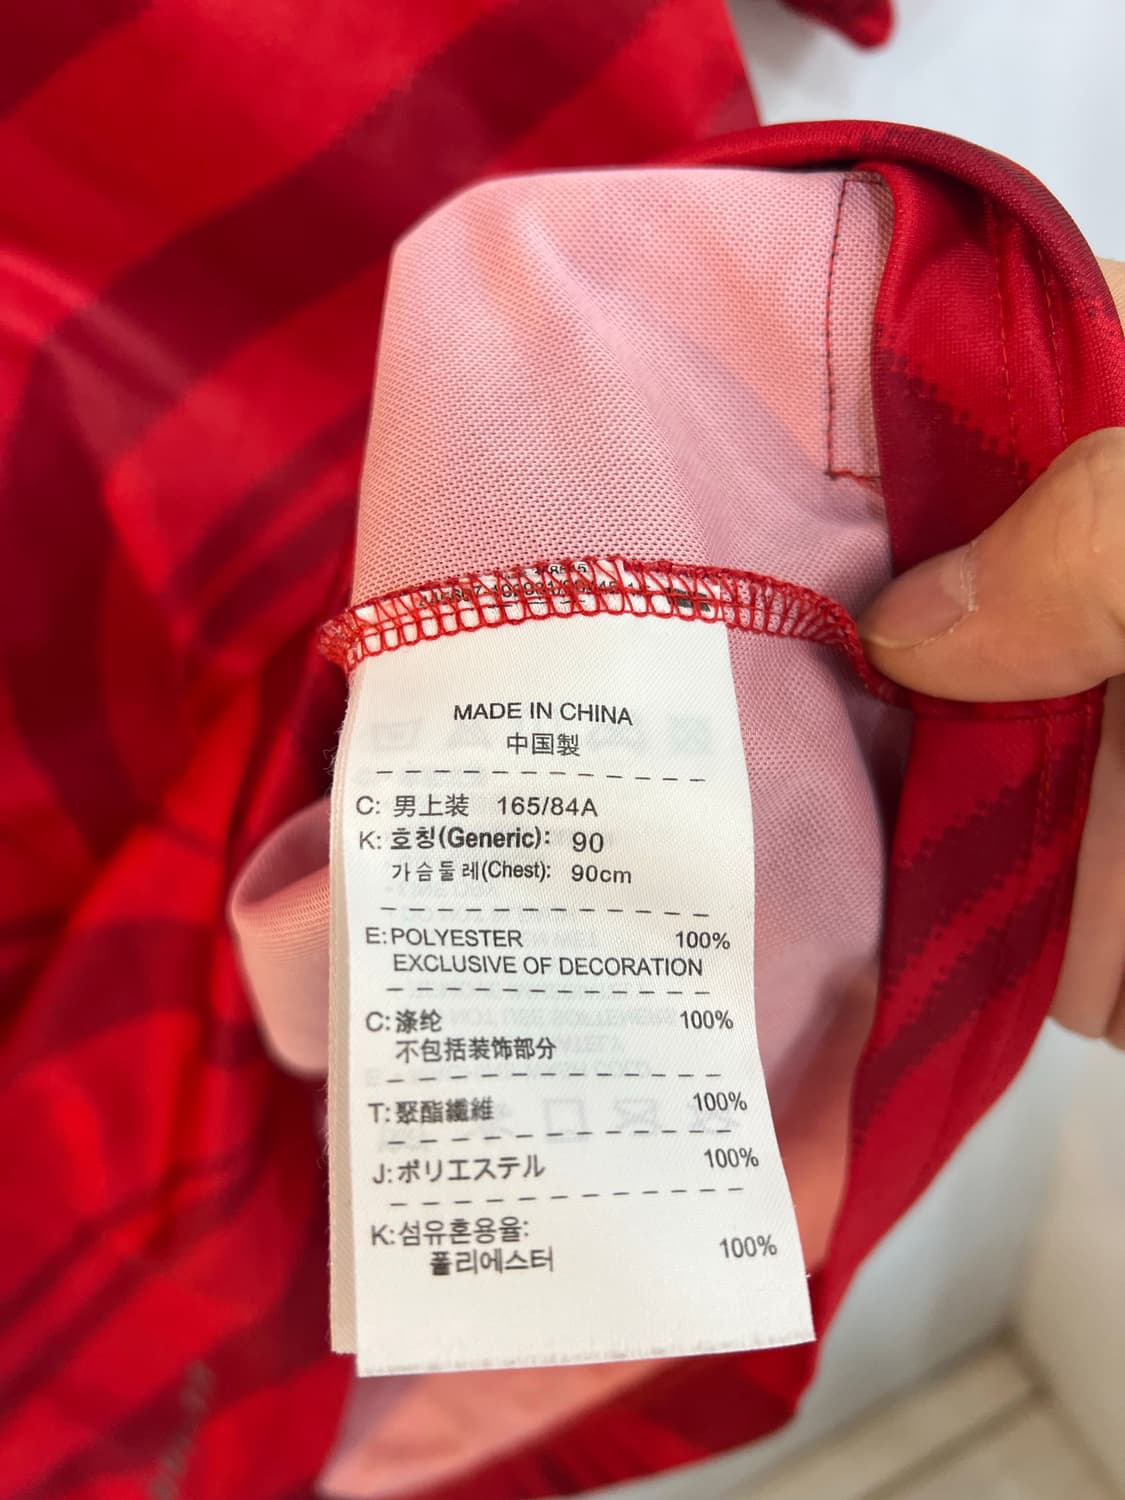 MADE IN CHINA
中国製
C: 男上装 165/84A
K: 호칭(Generic): 90
가슴둘레(Chest): 90cm
E:POLYESTER 100%
EXCLUSIVE OF DECORATION
C:涤纶 100%
不包括装饰部分
T:聚酯纖維 100%
J:ポリエステル 100%
K:섬유혼용율:
폴리에스터 100%